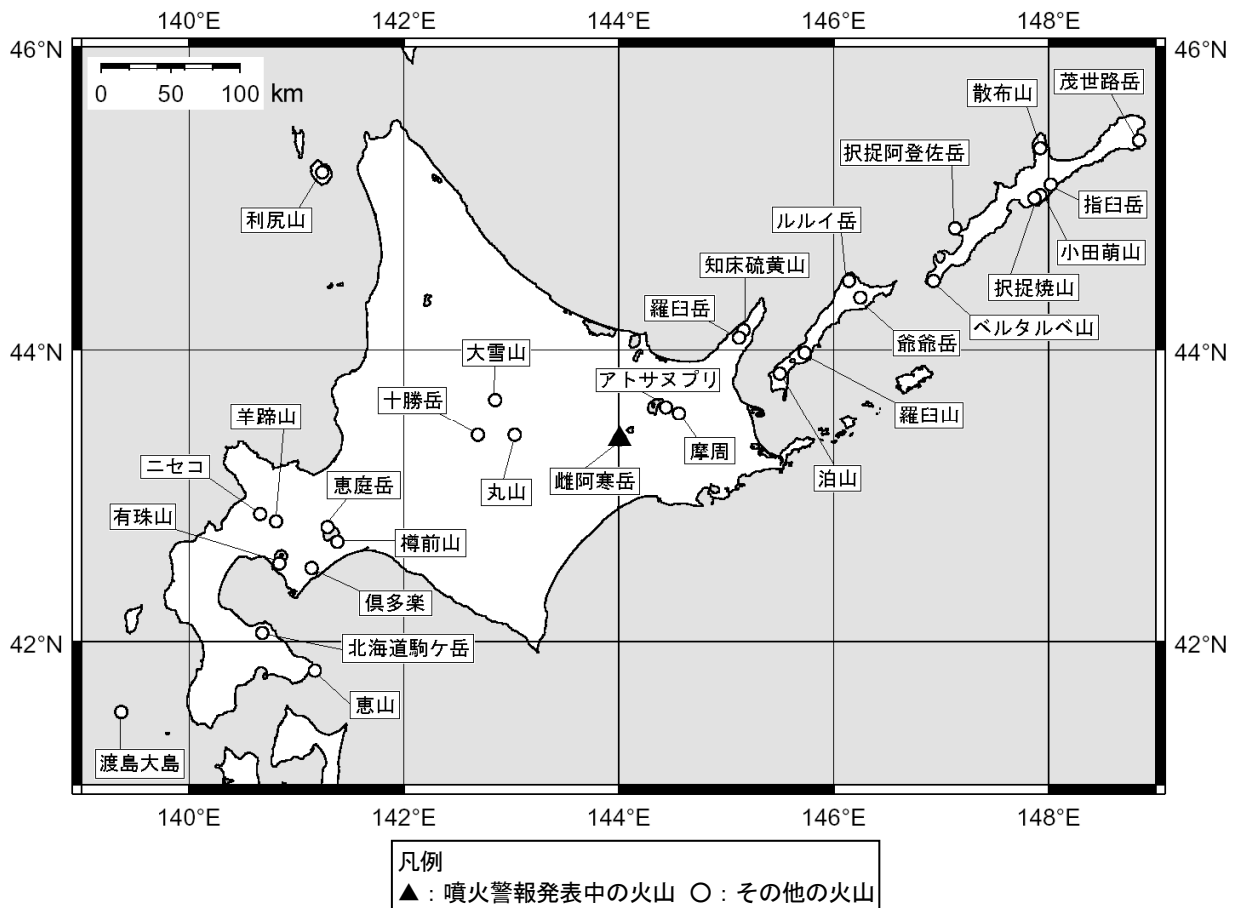 140°E 142°E 144°E 146°E 148°E
46°N 46°N
0 50 100 km
散布山
茂世路岳
択捉阿登佐岳
利尻山
ルルイ岳
指臼岳
小田萌山
知床硫黄山
択捉焼山
羅臼岳
ベルタルベ山
爺爺岳
44°N 44°N
大雪山
アトサヌプリ
十勝岳
羊蹄山
羅臼山
摩周
ニセコ
恵庭岳
丸山
雌阿寒岳
泊山
有珠山
樽前山
倶多楽
42°N 42°N
北海道駒ケ岳
恵山
渡島大島
140°E 142°E 144°E 146°E 148°E
凡例
▲：噴火警報発表中の火山 ○：その他の火山